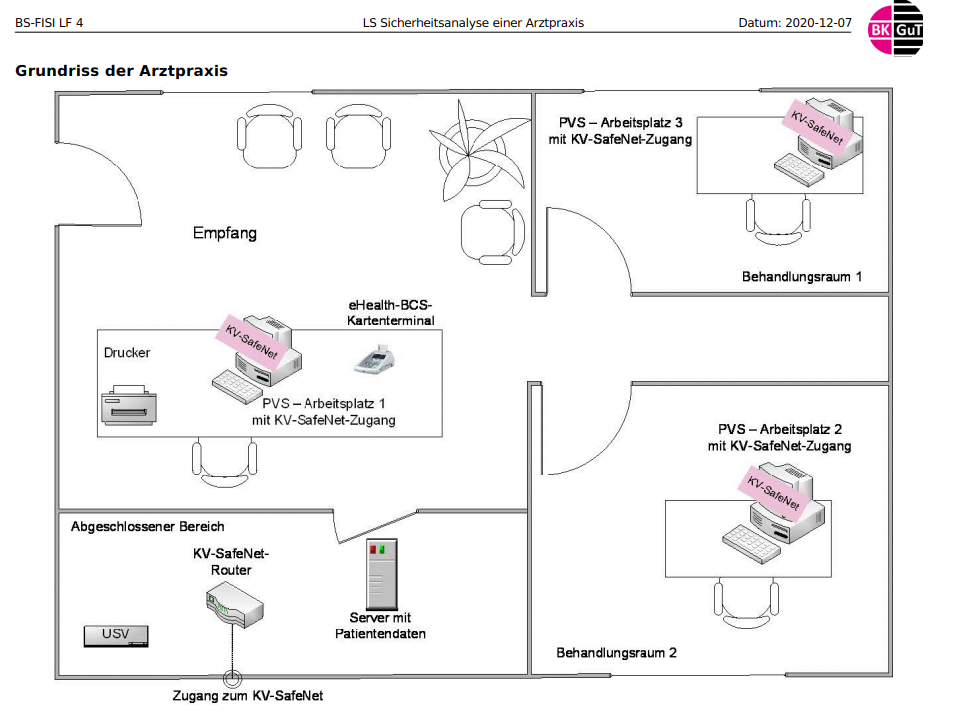 BS-FISI LF 4
LS Sicherheitsanalyse einer Arztpraxis
Datum: 2020-12-07
BK GuT
Grundriss der Arztpraxis
PVS – Arbeitsplatz 3
mit KV-SafeNet-Zugang
KV-SafeNet
Empfang
Behandlungsraum 1
eHealth-BCS-
Kartenterminal
KV-SafeNet
Drucker
PVS – Arbeitsplatz 1
mit KV-SafeNet-Zugang
PVS – Arbeitsplatz 2
mit KV-SafeNet-Zugang
KV-SafeNet
Abgeschlossener Bereich
KV-SafeNet-
Router
USV
Server mit
Patientendaten
Behandlungsraum 2
Zugang zum KV-SafeNet